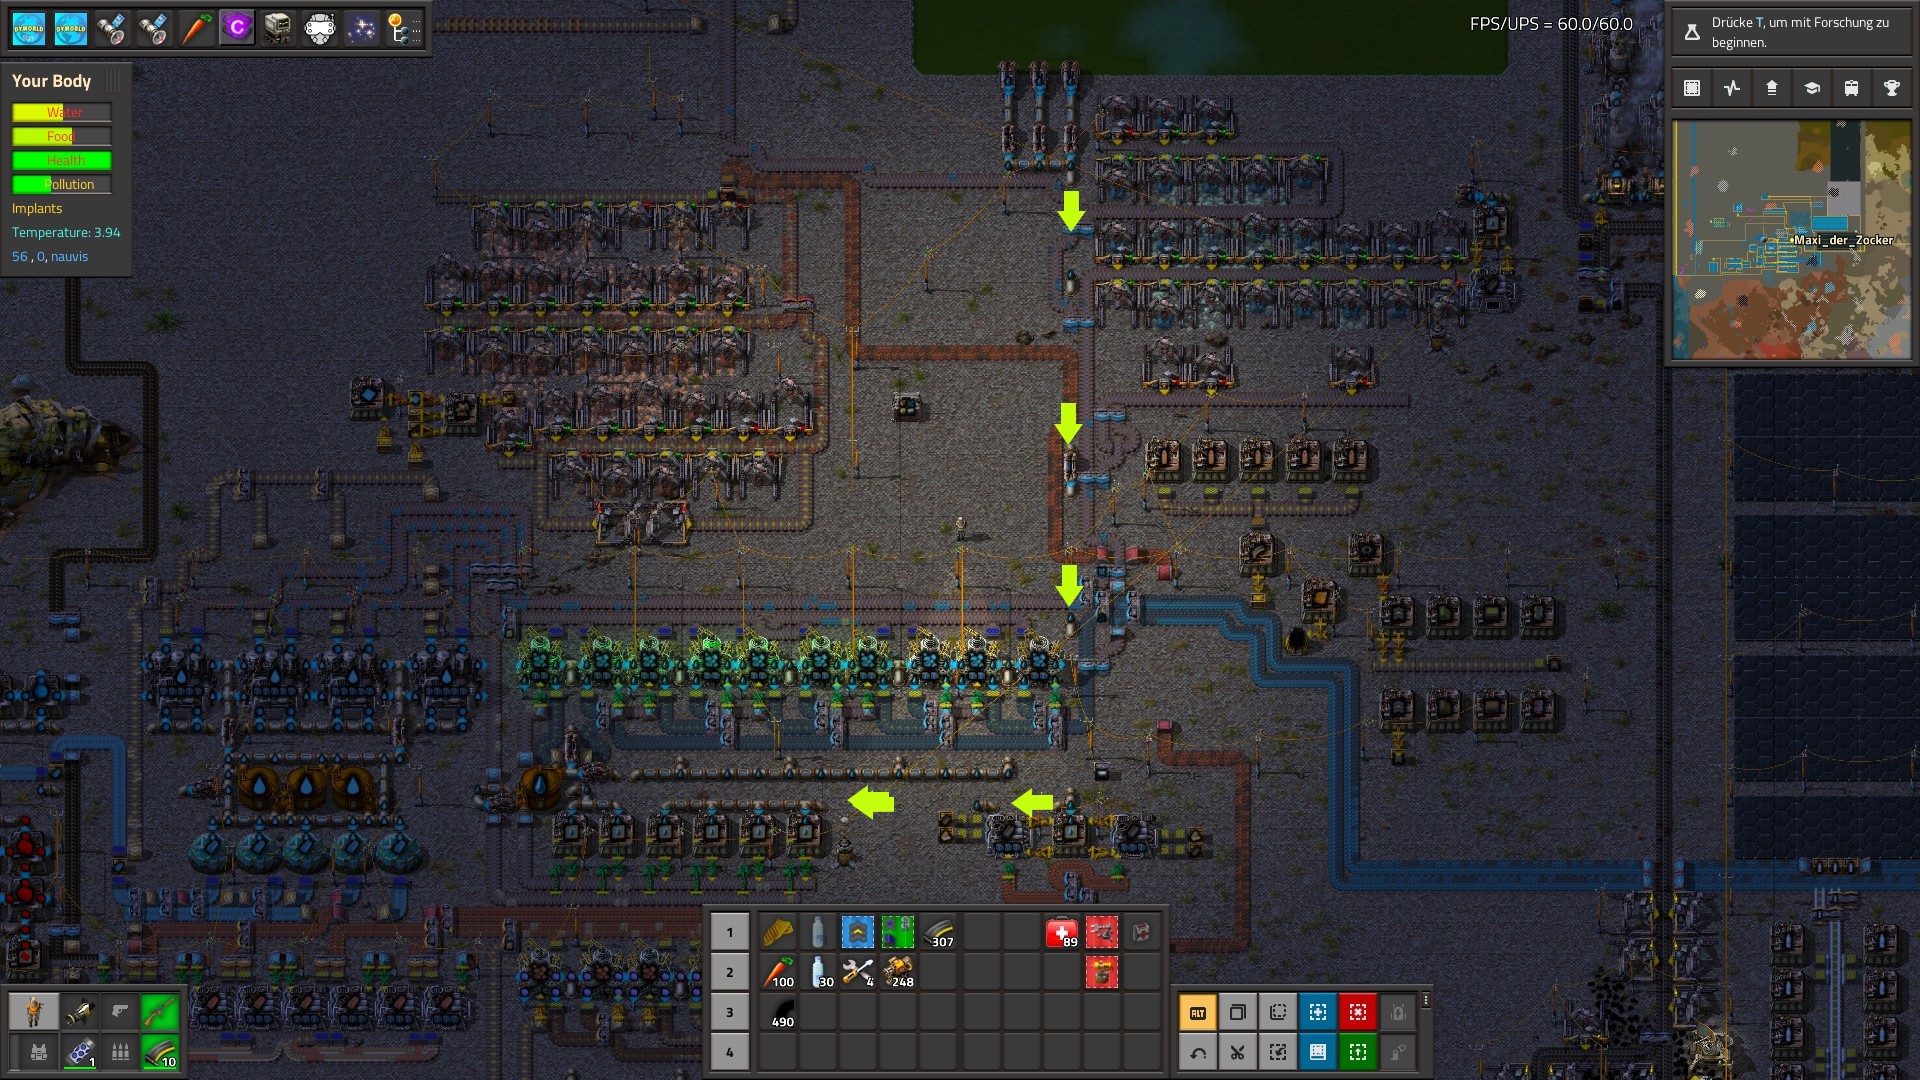 FPS/UPS = 60.0/60.0
Drücke T, um mit Forschung zu
beginnen.
Your Body
Water
Food
Health
Pollution
Implants
Temperature: 3.94
56 , 0, nauvis
Maxi_der_Zocker
1
307
89
2
100
30
4
248
3
490
4
ALT
1
10
C